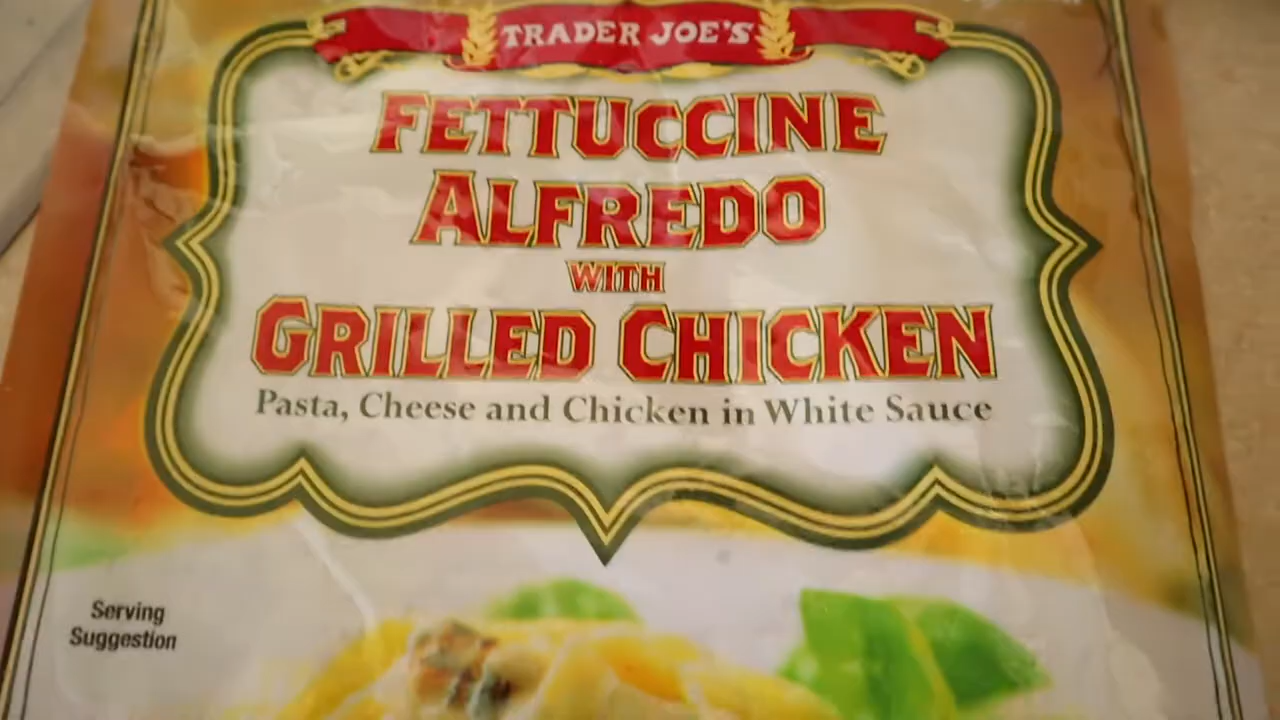 TRADER JOE'S
FETTUCCINE
ALFREDO
WITH
GRILLED CHICKEN
Pasta, Cheese and Chicken in White Sauce
Serving
Suggestion